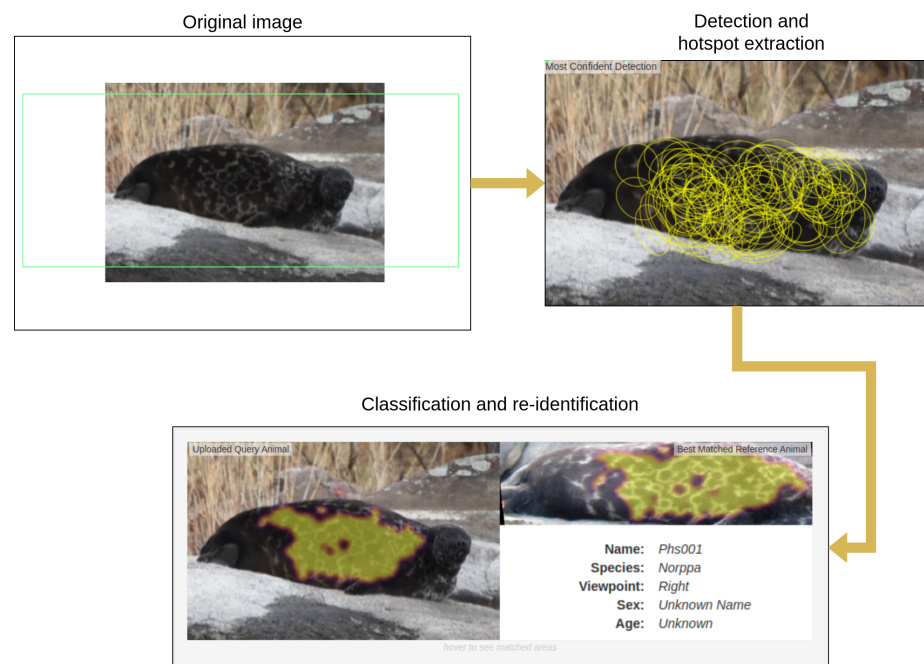 Original image
Detection and
hotspot extraction
Most Confident Detection
Classification and re-identification
Uploaded Query Animal
Best Matched Reference Animal
Name: Phs001
Species: Norppa
Viewpoint: Right
Sex: Unknown Name
Age: Unknown
hover to see matched areas